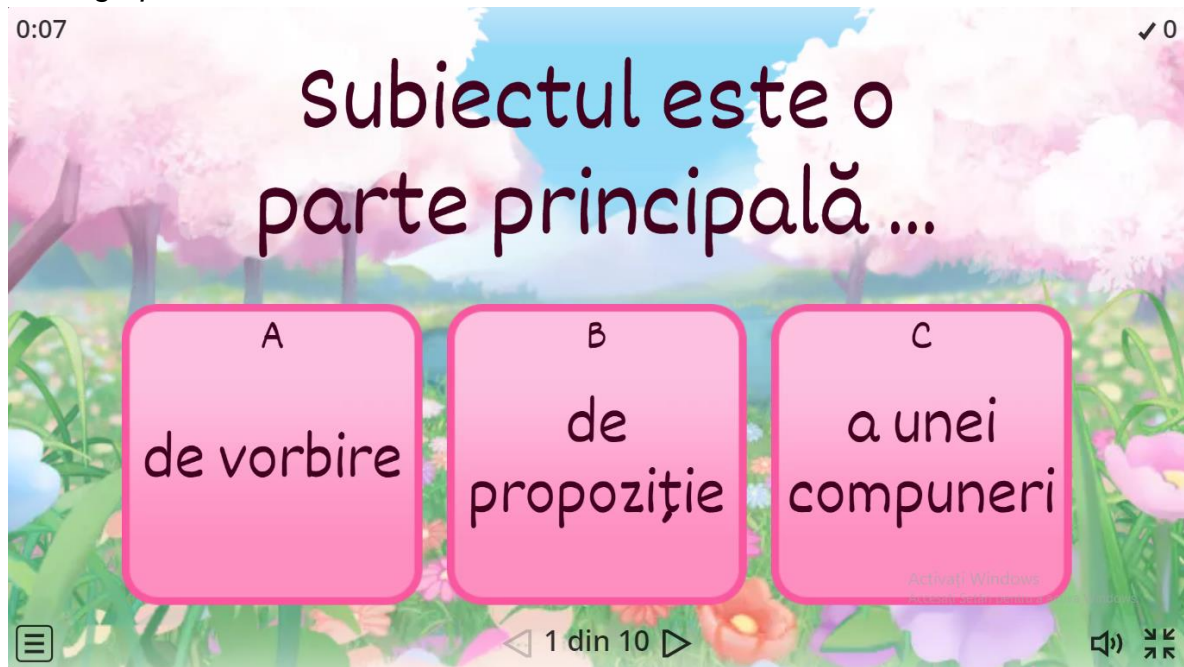 0:07
✓ 0
Subiectul este o
parte principală ...
A
de vorbire
B
de
propoziție
C
a unei
compuneri
Activați Windows
1 din 10